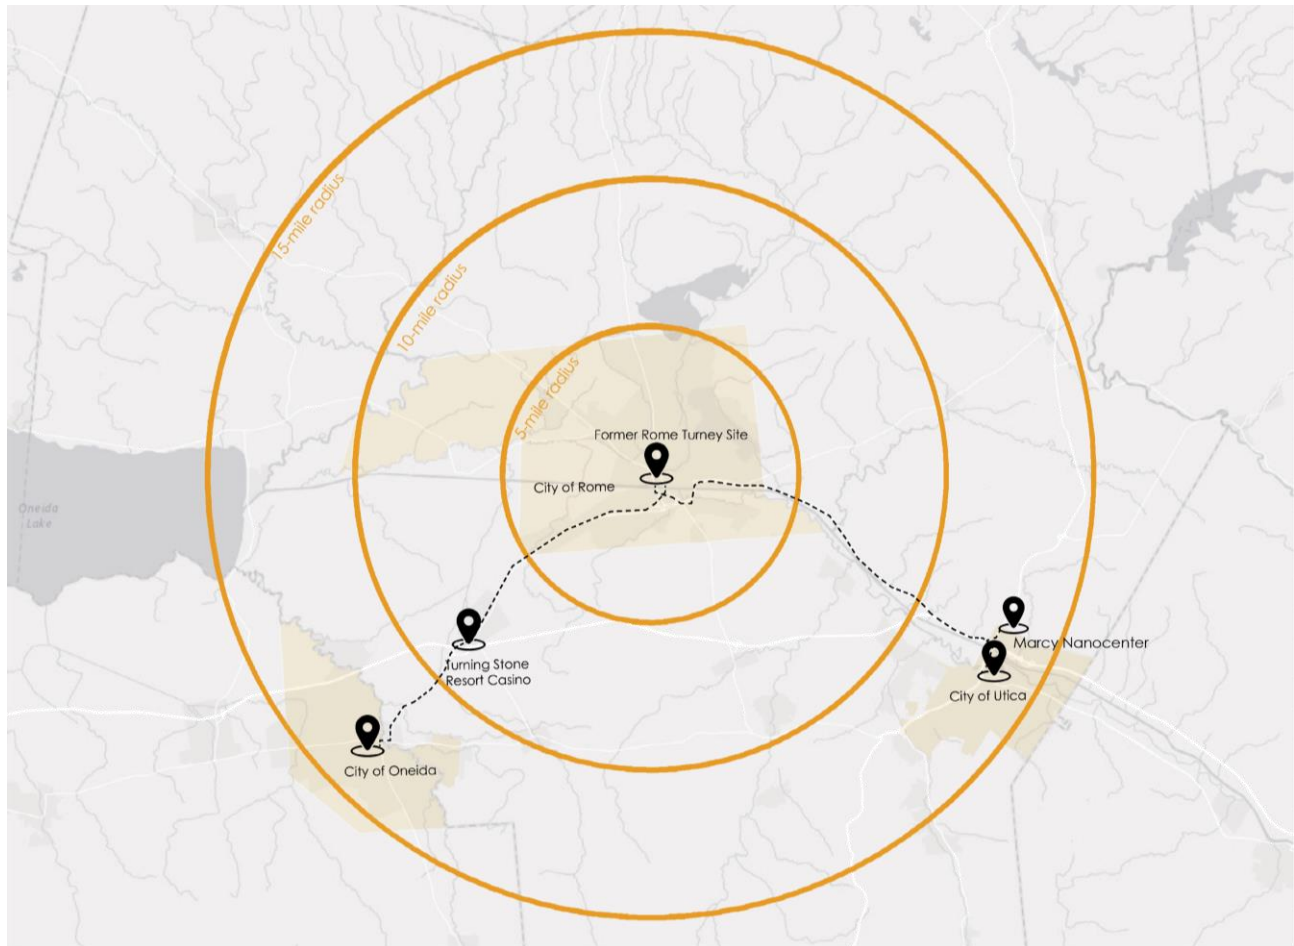 15-mile radius
10-mile radius
5-mile radius
Former Rome Turney Site
City of Rome
Oneida
Lake
Marcy Nanocenter
Turning Stone
Resort Casino
City of Utica
City of Oneida